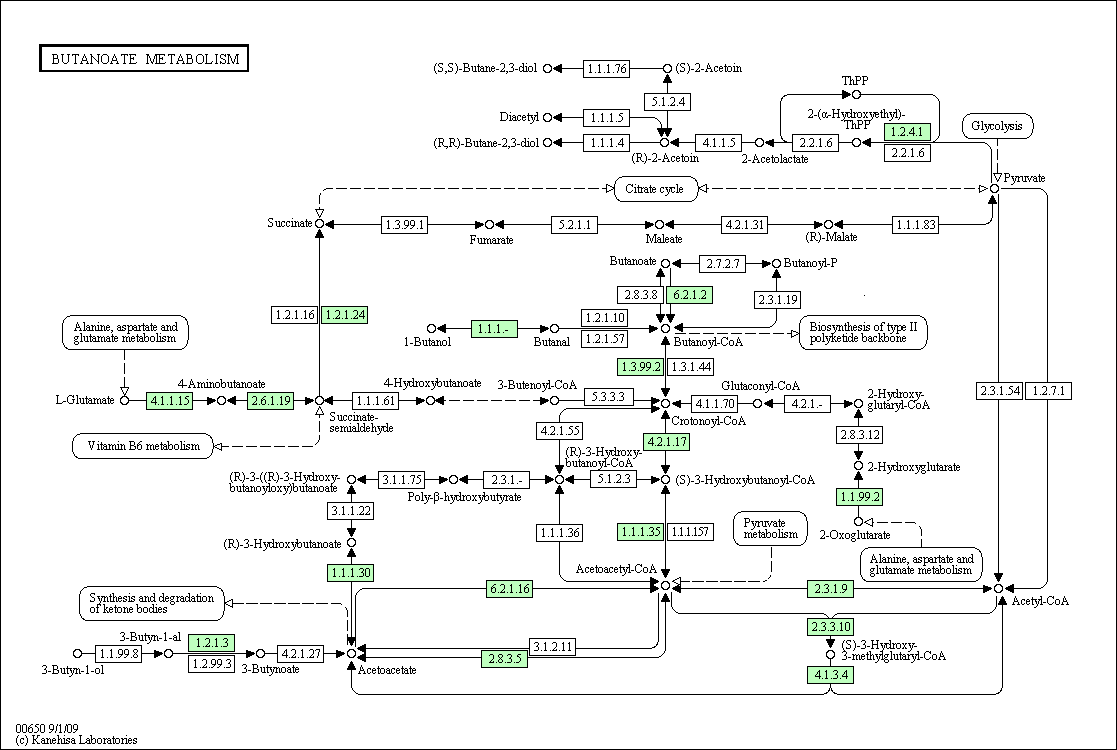 BUTANOATE METABOLISM
(S,S)-Butane-2,3-diol
1.1.1.76
(S)-2-Acetoin
ThPP
5.1.2.4
2-(α-Hydroxyethyl)-
ThPP
Diacetyl
1.1.1.5
1.2.4.1
Glycolysis
(R,R)-Butane-2,3-diol
1.1.1.4
(R)-2-Acetoin
4.1.1.5
2-Acetolactate
2.2.1.6
2.2.1.6
Pyruvate
Citrate cycle
Succinate
1.3.99.1
Fumarate
5.2.1.1
Maleate
4.2.1.31
(R)-Malate
1.1.1.83
Butanoate
2.7.2.7
Butanoyl-P
2.8.3.8
6.2.1.2
2.3.1.19
1.2.1.16
1.2.1.24
Alanine, aspartate and
glutamate metabolism
1-Butanol
1.1.1.-
Butanal
1.2.1.10
1.2.1.57
Butanoyl-CoA
Biosynthesis of type II
polyketide backbone
1.3.99.2
1.3.1.44
L-Glutamate
4.1.1.15
4-Aminobutanoate
2.6.1.19
Succinate-
semialdehyde
1.1.1.61
4-Hydroxybutanoate
3-Butenoyl-CoA
5.3.3.3
Crotonoyl-CoA
4.1.1.70
Glutaconyl-CoA
4.2.1.-
2-Hydroxy-
glutaryl-CoA
2.3.1.54
1.2.7.1
Vitamin B6 metabolism
4.2.1.55
4.2.1.17
2.8.3.12
(R)-3-((R)-3-Hydroxy-
butanoyloxy)butanoate
3.1.1.75
Poly-β-hydroxybutyrate
2.3.1.-
(R)-3-Hydroxy-
butanoyl-CoA
5.1.2.3
(S)-3-Hydroxybutanoyl-CoA
2-Hydroxyglutarate
1.1.99.2
3.1.1.22
1.1.1.36
1.1.1.35
1.1.1.157
Pyruvate
metabolism
2-Oxoglutarate
(R)-3-Hydroxybutanoate
Alanine, aspartate and
glutamate metabolism
1.1.1.30
Acetoacetyl-CoA
6.2.1.16
2.3.1.9
Acetyl-CoA
Synthesis and degradation
of ketone bodies
2.3.3.10
3-Butyn-1-ol
1.1.99.8
3-Butyn-1-al
1.2.1.3
1.2.99.3
3-Butynoate
4.2.1.27
Acetoacetate
3.1.2.11
2.8.3.5
(S)-3-Hydroxy-
3-methylglutaryl-CoA
4.1.3.4
00650 9/1/09
(c) Kanehisa Laboratories